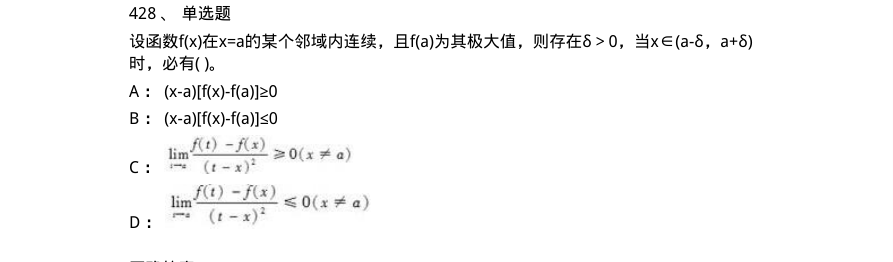 428 、 单选题
设函数f(x)在x=a的某个邻域内连续，且f(a)为其极大值，则存在δ > 0，当x∈(a-δ，a+δ)
时，必有( )。
A： (x-a)[f(x)-f(a)]≥0
B： (x-a)[f(x)-f(a)]≤0
C： lim t→a f(t) - f(x) / (t - x)² ≥ 0(x ≠ a)
D： lim t→a f(t) - f(x) / (t - x)² ≤ 0(x ≠ a)